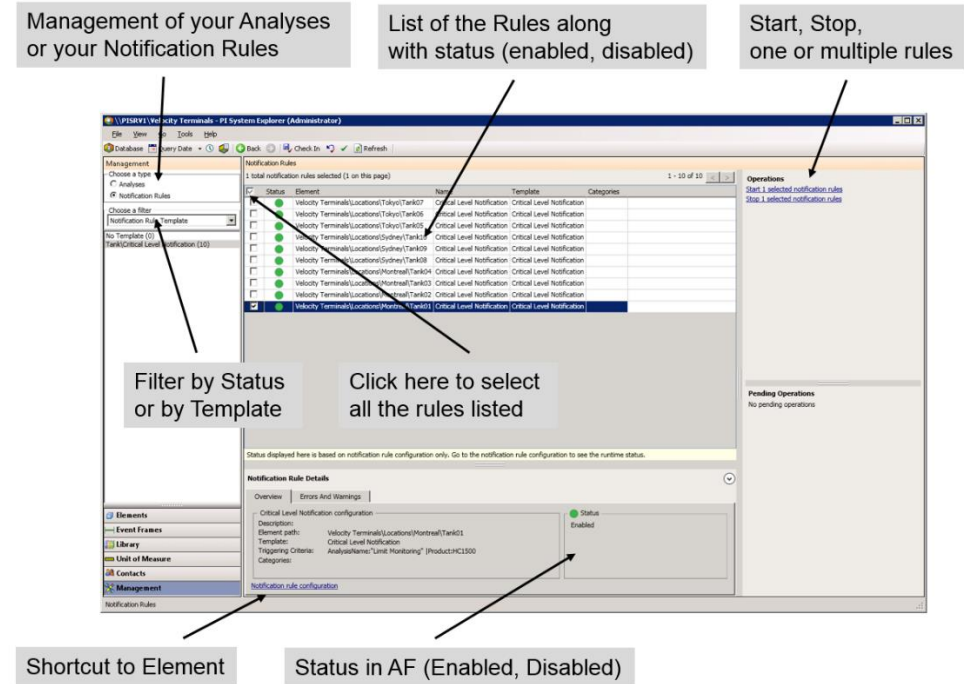 Management of your Analyses
or your Notification Rules
List of the Rules along
with status (enabled, disabled)
Start, Stop,
one or multiple rules
\\PISRV1\Velocity Terminals - PI System Explorer (Administrator)
File View Go Tools Help
Database Query Date Back Check In Refresh
Management
Choose a type
Analyses
Notification Rules
Choose a filter
Notification Rule Template
No Template (0)
Tank\Critical Level Notification (10)
Notification Rules
1 total notification rules selected (1 on this page) 1 - 10 of 10
Status Element Name Template Categories
Velocity Terminals\Locations\Tokyo\Tank07 Critical Level Notification Critical Level Notification
Velocity Terminals\Locations\Tokyo\Tank06 Critical Level Notification Critical Level Notification
Velocity Terminals\Locations\Tokyo\Tank05 Critical Level Notification Critical Level Notification
Velocity Terminals\Locations\Sydney\Tank10 Critical Level Notification Critical Level Notification
Velocity Terminals\Locations\Sydney\Tank09 Critical Level Notification Critical Level Notification
Velocity Terminals\Locations\Sydney\Tank08 Critical Level Notification Critical Level Notification
Velocity Terminals\Locations\Montreal\Tank04 Critical Level Notification Critical Level Notification
Velocity Terminals\Locations\Montreal\Tank03 Critical Level Notification Critical Level Notification
Velocity Terminals\Locations\Montreal\Tank02 Critical Level Notification Critical Level Notification
Velocity Terminals\Locations\Montreal\Tank01 Critical Level Notification Critical Level Notification
Operations
Start 1 selected notification rules
Stop 1 selected notification rules
Filter by Status
or by Template
Click here to select
all the rules listed
Pending Operations
No pending operations
Status displayed here is based on notification rule configuration only. Go to the notification rule configuration to see the runtime status.
Notification Rule Details
Overview Errors And Warnings
Critical Level Notification configuration
Description:
Element path: Velocity Terminals\Locations\Montreal\Tank01
Template: Critical Level Notification
Triggering Criteria: AnalysisName:"Limit Monitoring" |Product:HC1500
Categories:
Status
Enabled
Notification rule configuration
Elements
Event Frames
Library
Unit of Measure
Contacts
Management
Notification Rules
Shortcut to Element
Status in AF (Enabled, Disabled)